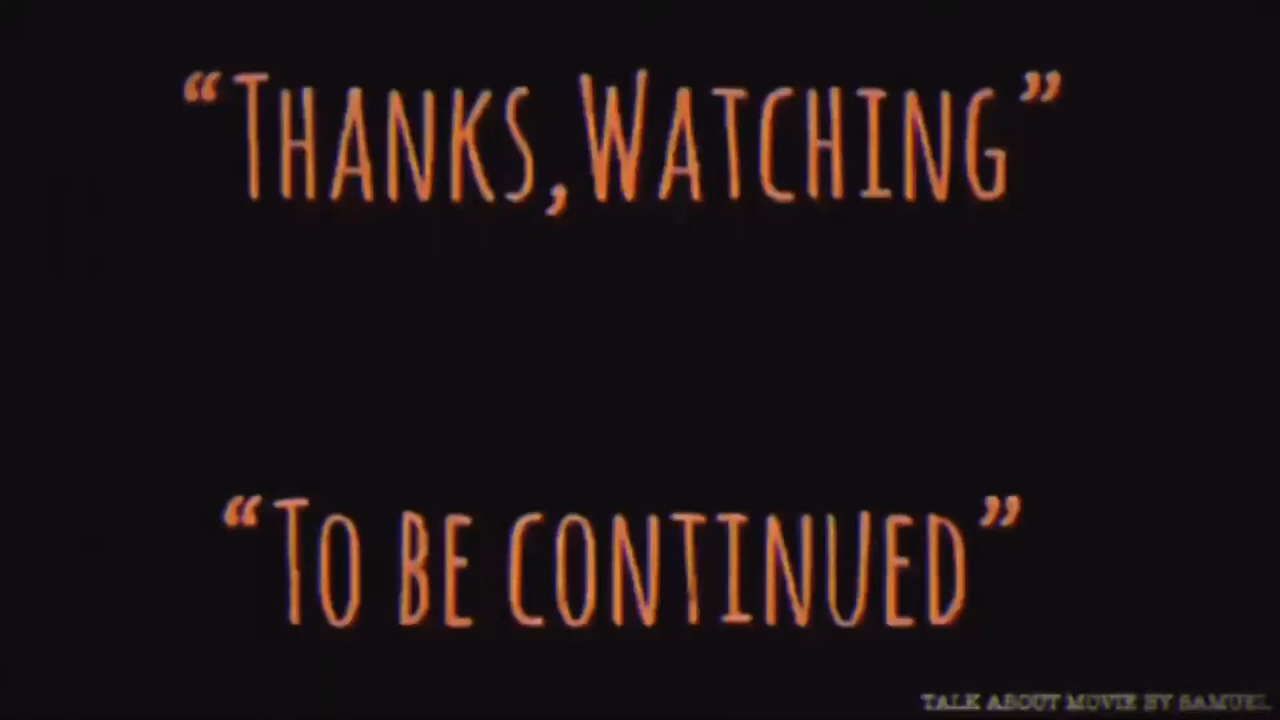 “Thanks,Watching”
“To be continued”
TALK ABOUT MOVIE BY SAMUEL